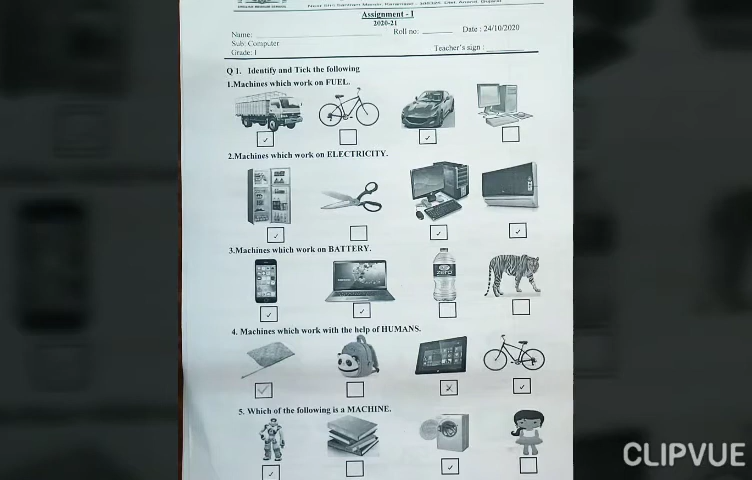 Assignment - I
2020-21
Name: Roll no: Date : 24/10/2020
Sub: Computer
Grade: I Teacher's sign :
Q 1. Identify and Tick the following
1.Machines which work on FUEL.
2.Machines which work on ELECTRICITY.
3.Machines which work on BATTERY.
zero
4. Machines which work with the help of HUMANS.
5. Which of the following is a MACHINE.
CLIPVUE